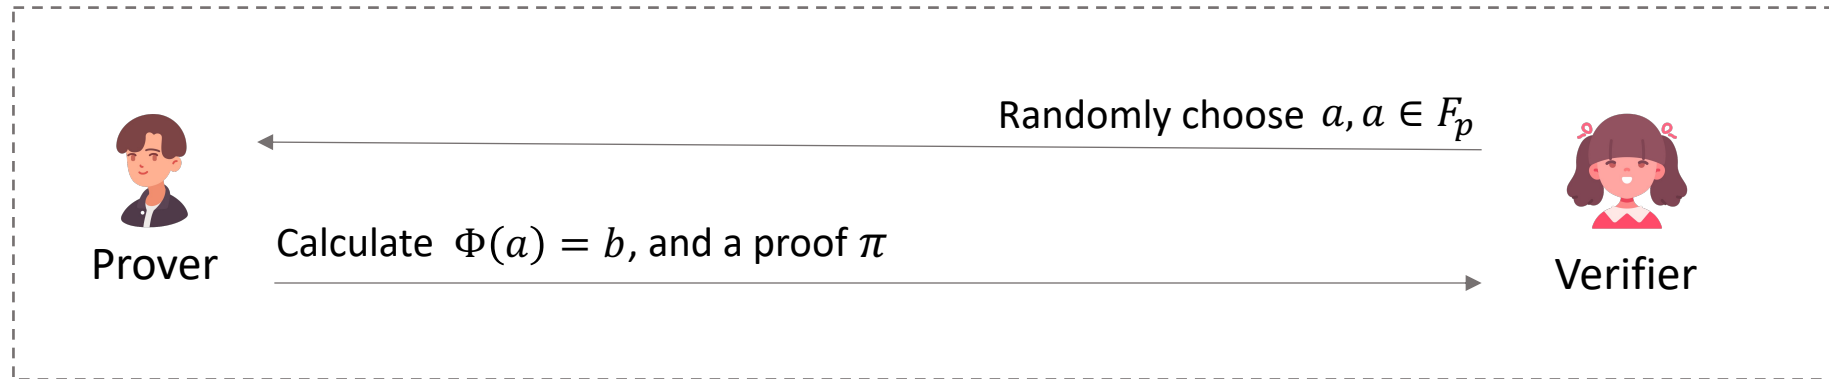 Randomly choose a, a ∈ F_p
Calculate Φ(a) = b, and a proof π
Prover
Verifier